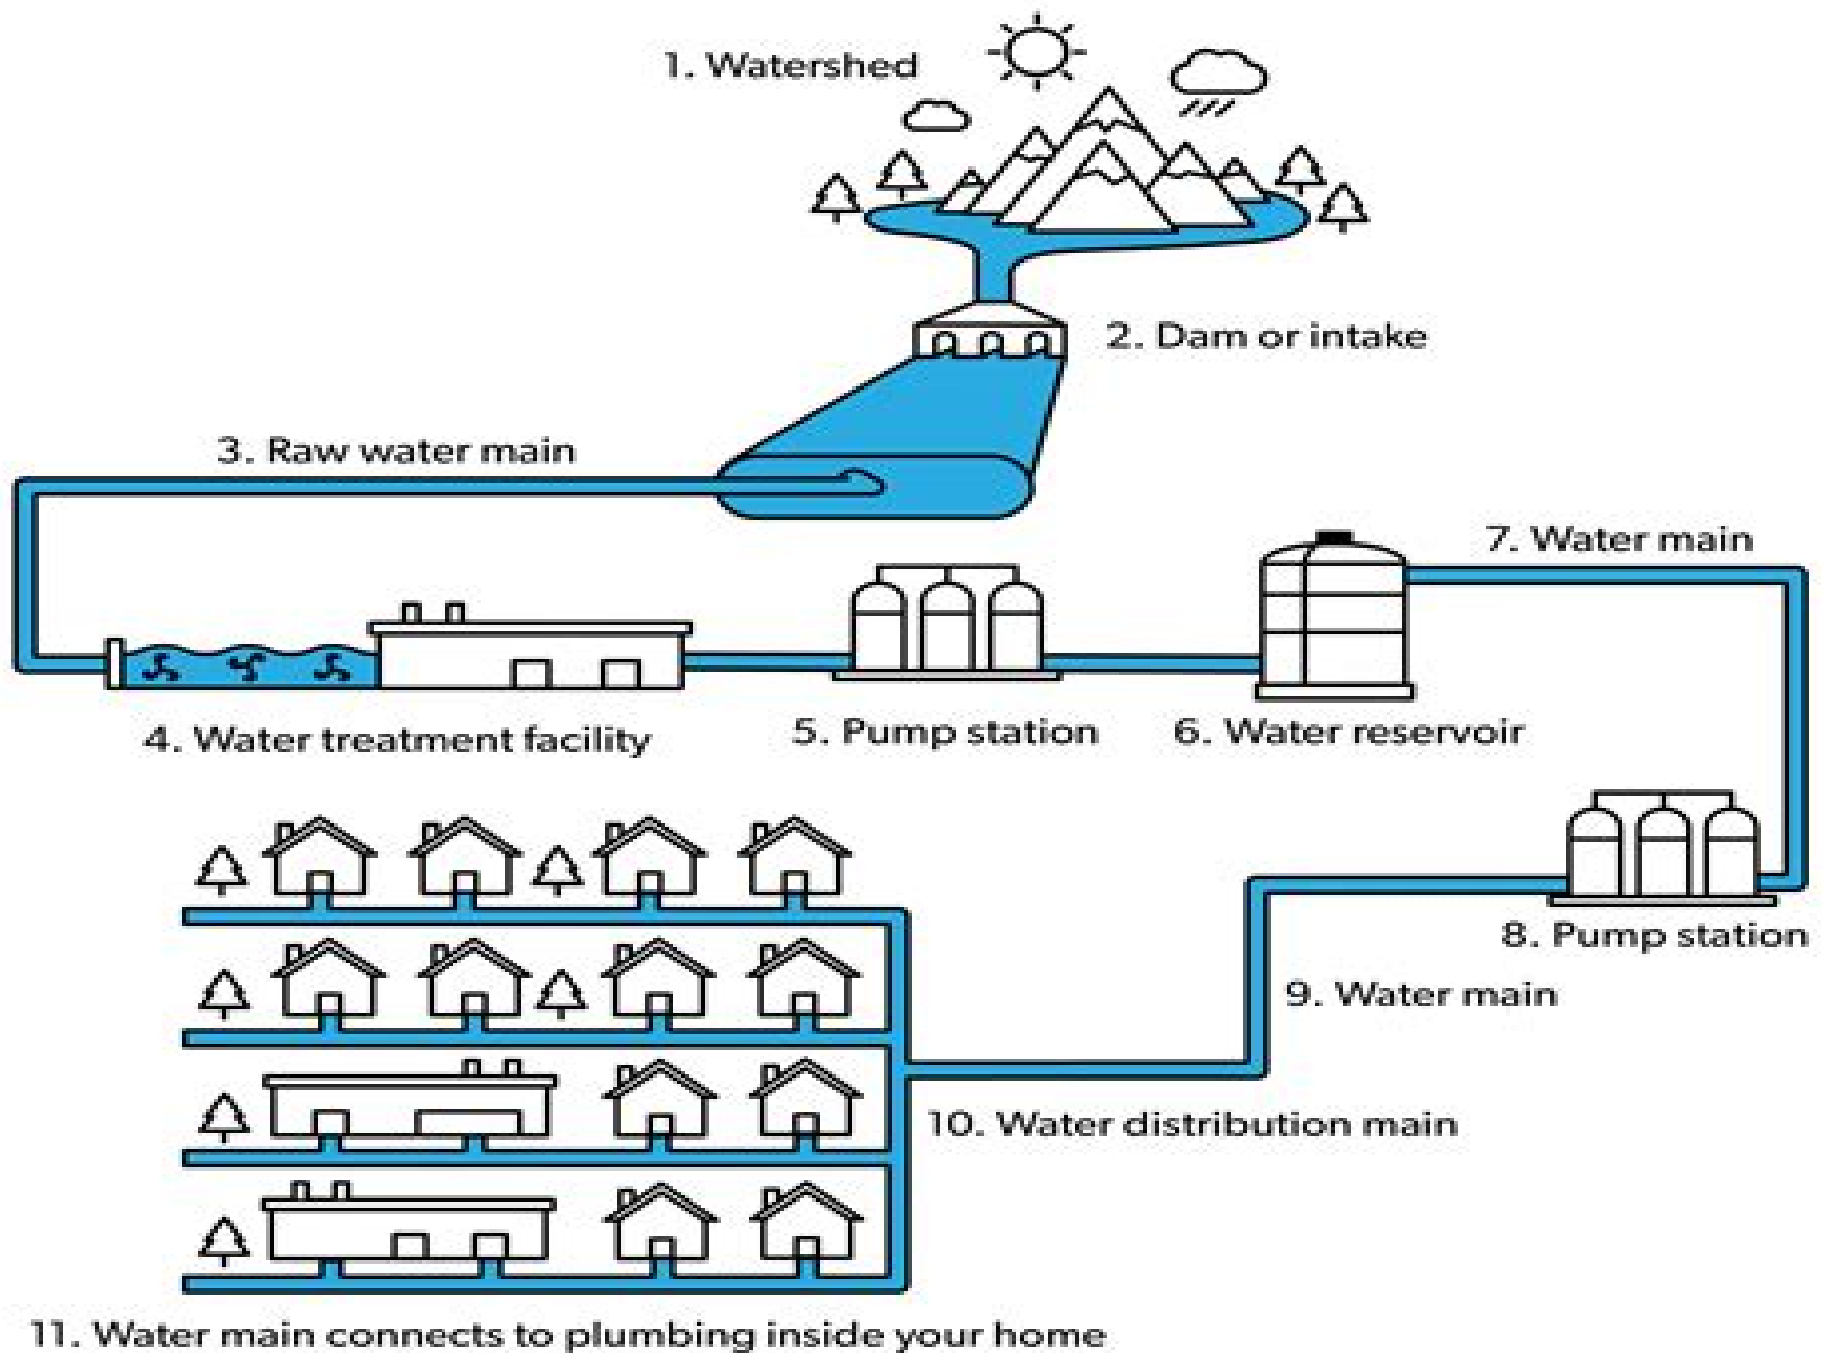 1. Watershed
2. Dam or intake
3. Raw water main
7. Water main
4. Water treatment facility
5. Pump station
6. Water reservoir
8. Pump station
9. Water main
10. Water distribution main
11. Water main connects to plumbing inside your home